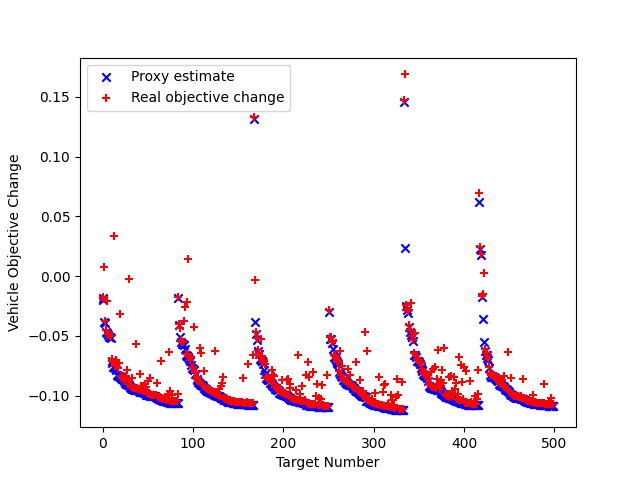 Proxy estimate
Real objective change
0.15
0.10
0.05
0.00
−0.05
−0.10
Vehicle Objective Change
0 100 200 300 400 500
Target Number